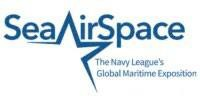 SeaAirSpace
The Navy League's
Global Maritime Exposition